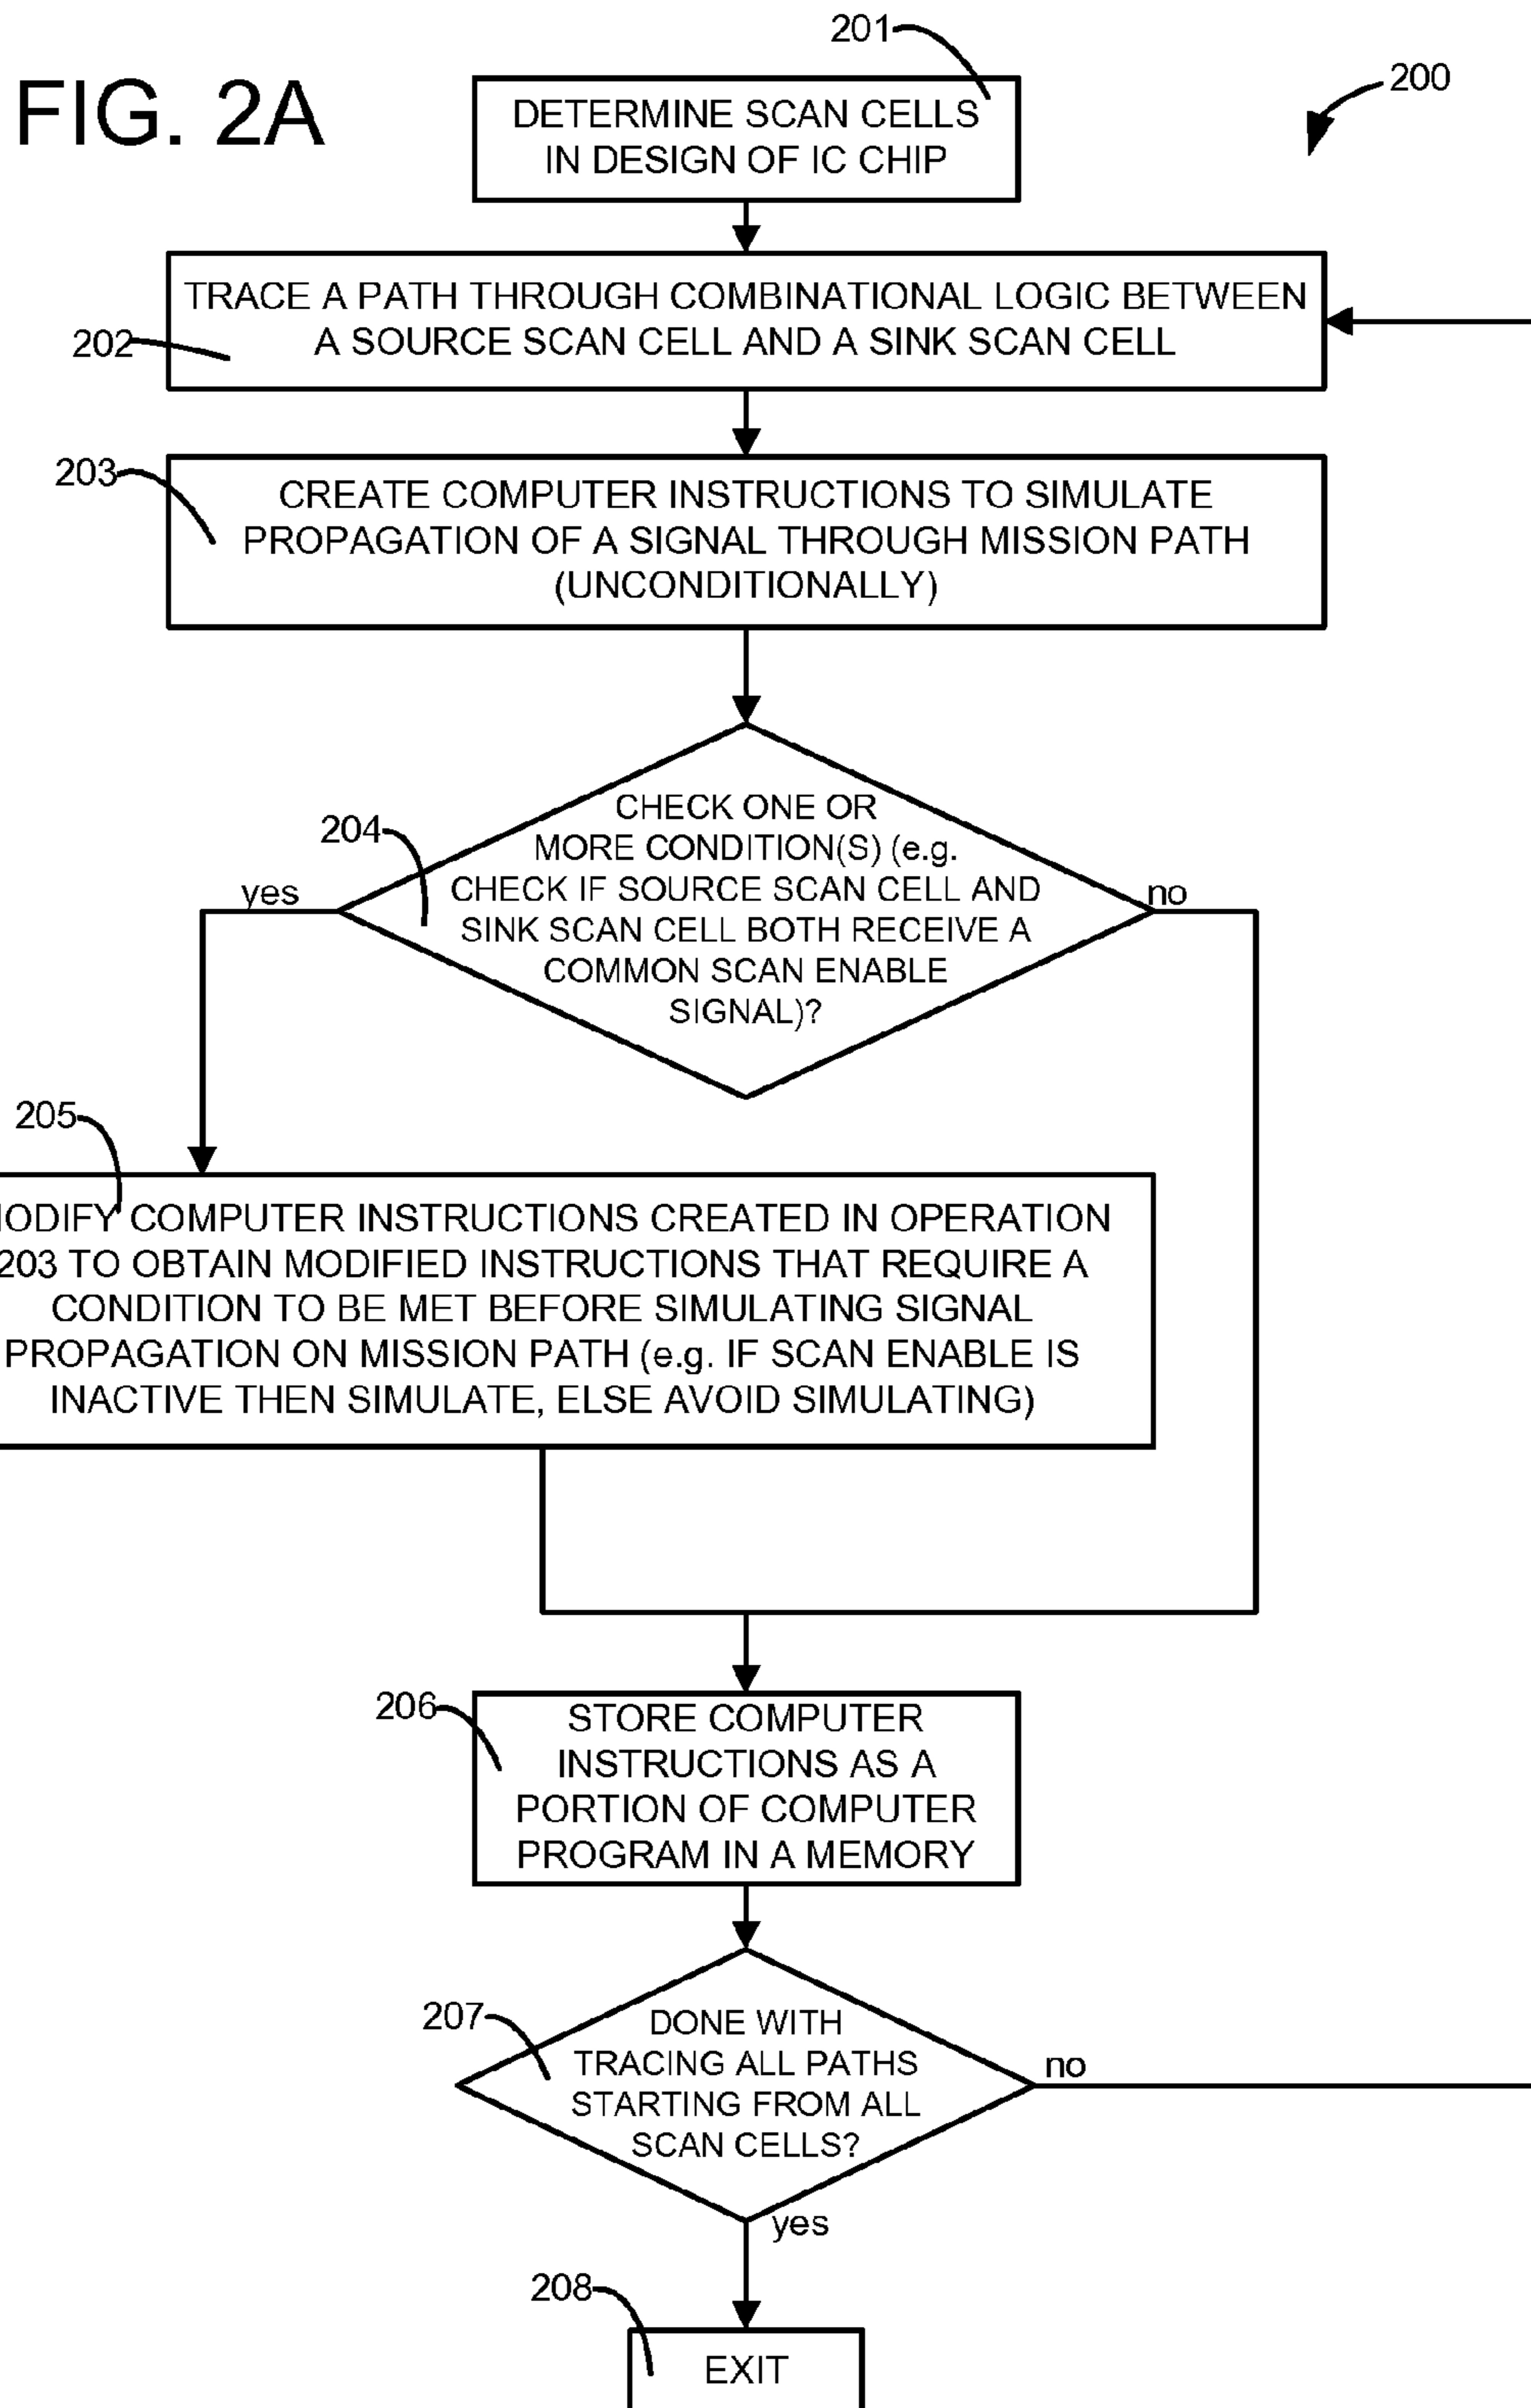 FIG. 2A
201
200
DETERMINE SCAN CELLS
IN DESIGN OF IC CHIP
202
TRACE A PATH THROUGH COMBINATIONAL LOGIC BETWEEN
A SOURCE SCAN CELL AND A SINK SCAN CELL
203
CREATE COMPUTER INSTRUCTIONS TO SIMULATE
PROPAGATION OF A SIGNAL THROUGH MISSION PATH
(UNCONDITIONALLY)
204
CHECK ONE OR
MORE CONDITION(S) (e.g.
CHECK IF SOURCE SCAN CELL AND
SINK SCAN CELL BOTH RECEIVE A
COMMON SCAN ENABLE
SIGNAL)?
yes
no
205
ODIFY COMPUTER INSTRUCTIONS CREATED IN OPERATION
203 TO OBTAIN MODIFIED INSTRUCTIONS THAT REQUIRE A
CONDITION TO BE MET BEFORE SIMULATING SIGNAL
PROPAGATION ON MISSION PATH (e.g. IF SCAN ENABLE IS
INACTIVE THEN SIMULATE, ELSE AVOID SIMULATING)
206
STORE COMPUTER
INSTRUCTIONS AS A
PORTION OF COMPUTER
PROGRAM IN A MEMORY
207
DONE WITH
TRACING ALL PATHS
STARTING FROM ALL
SCAN CELLS?
no
yes
208
EXIT